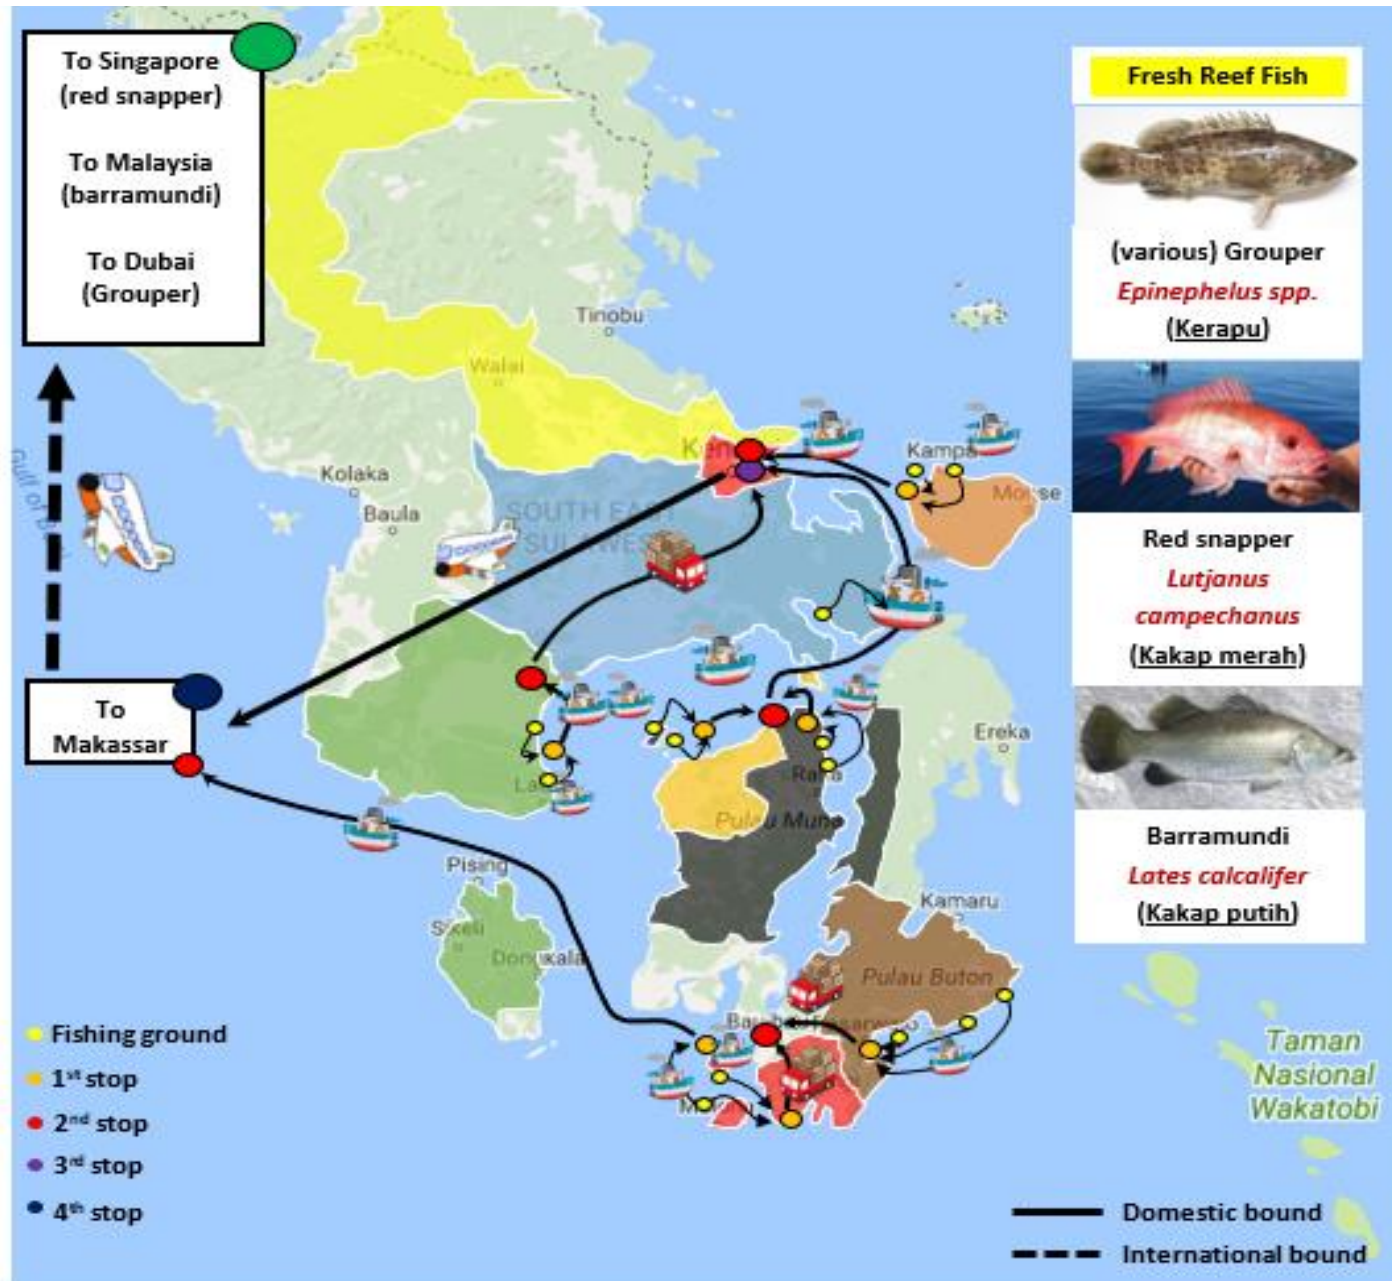 To Singapore
(red snapper)
To Malaysia
(barramundi)
To Dubai
(Grouper)
Fresh Reef Fish
(various) Grouper
Epinephelus spp.
(Kerapu)
Red snapper
Lutjanus
campechanus
(Kakap merah)
Barramundi
Lates calcalifer
(Kakap putih)
Tinobu
Walai
Kolaka
Baula
SOUTH EAST
Kampa
Ereka
To
Makassar
Pulau Muna
Pising
Sikeli
Kamaru
Pulau Buton
Taman
Nasional
Wakatobi
Fishing ground
1st stop
2nd stop
3rd stop
4th stop
Domestic bound
International bound